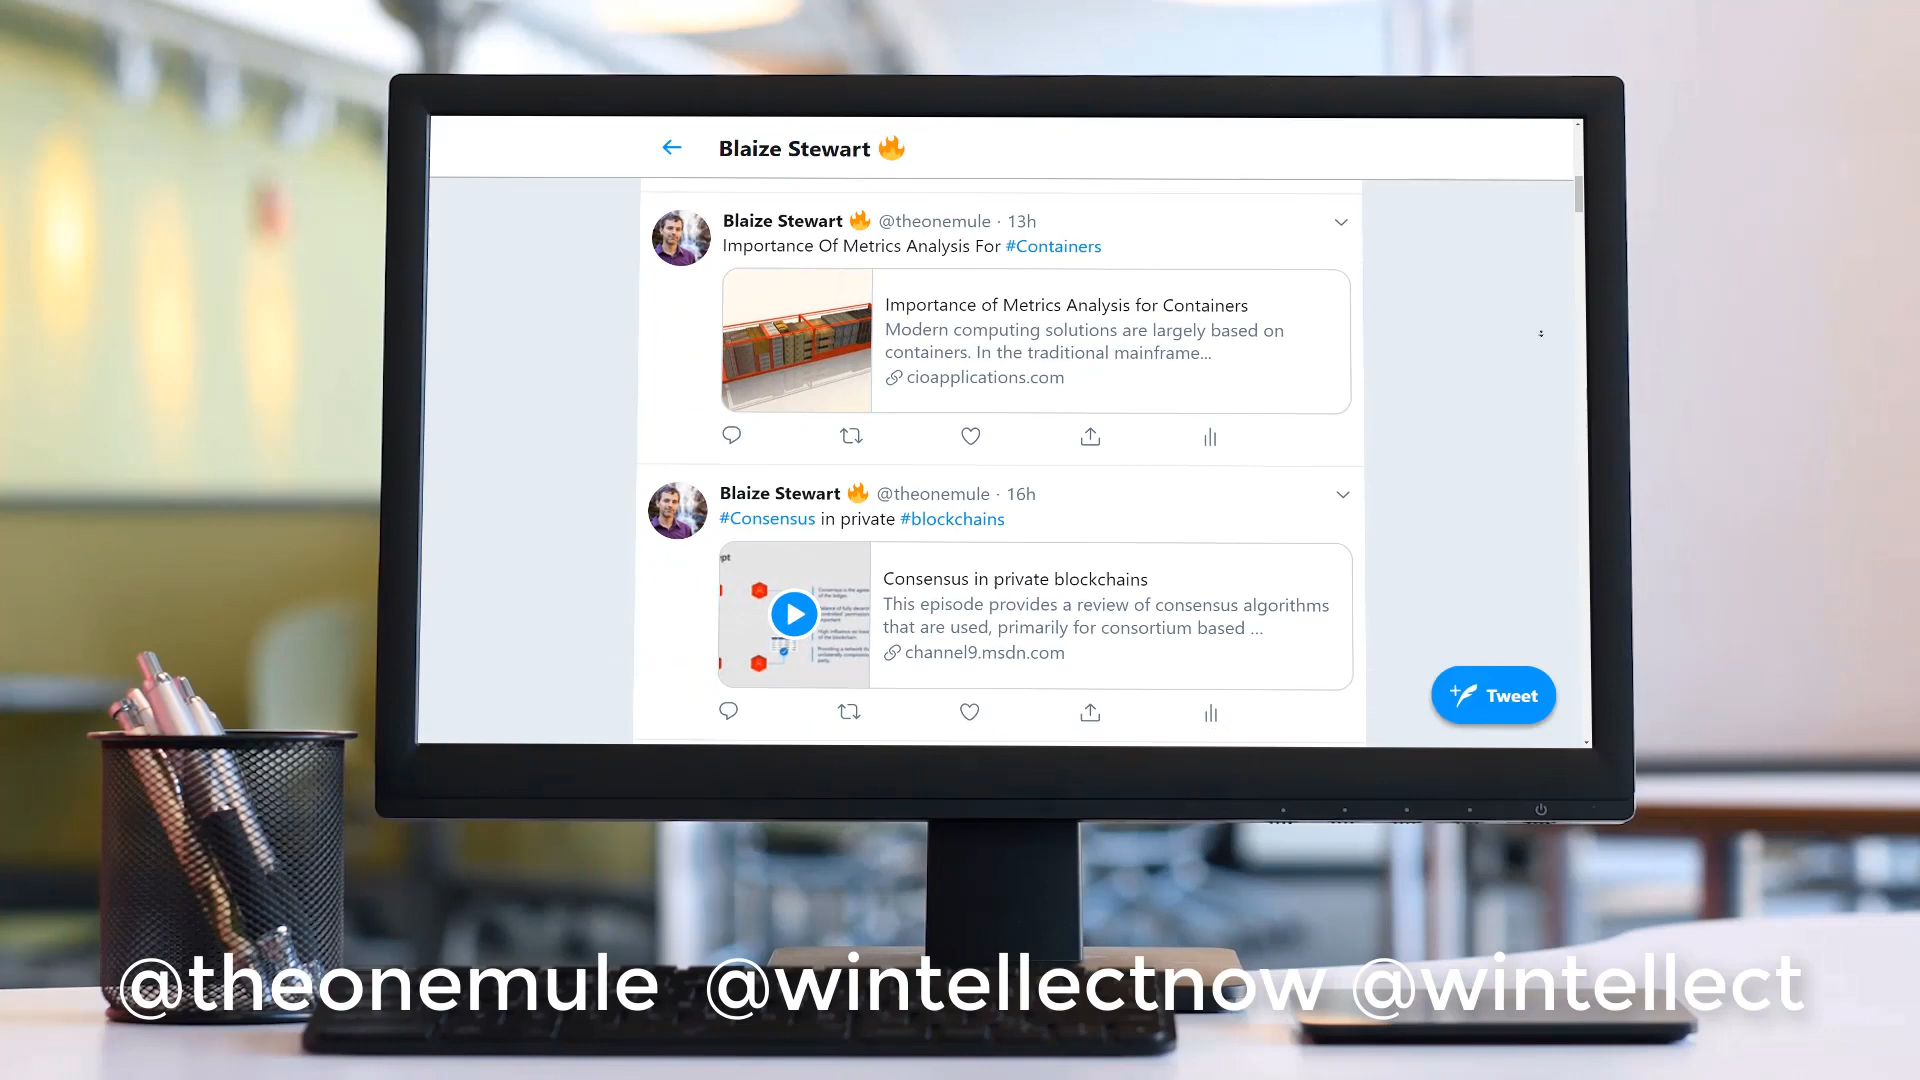 Blaize Stewart 🔥
Blaize Stewart 🔥 @theonemule · 13h
Importance Of Metrics Analysis For #Containers
Importance of Metrics Analysis for Containers
Modern computing solutions are largely based on
containers. In the traditional mainframe...
cioapplications.com
Blaize Stewart 🔥 @theonemule · 16h
#Consensus in private #blockchains
Consensus in private blockchains
This episode provides a review of consensus algorithms
that are used, primarily for consortium based ...
channel9.msdn.com
Tweet
@theonemule @wintellectnow @wintellect